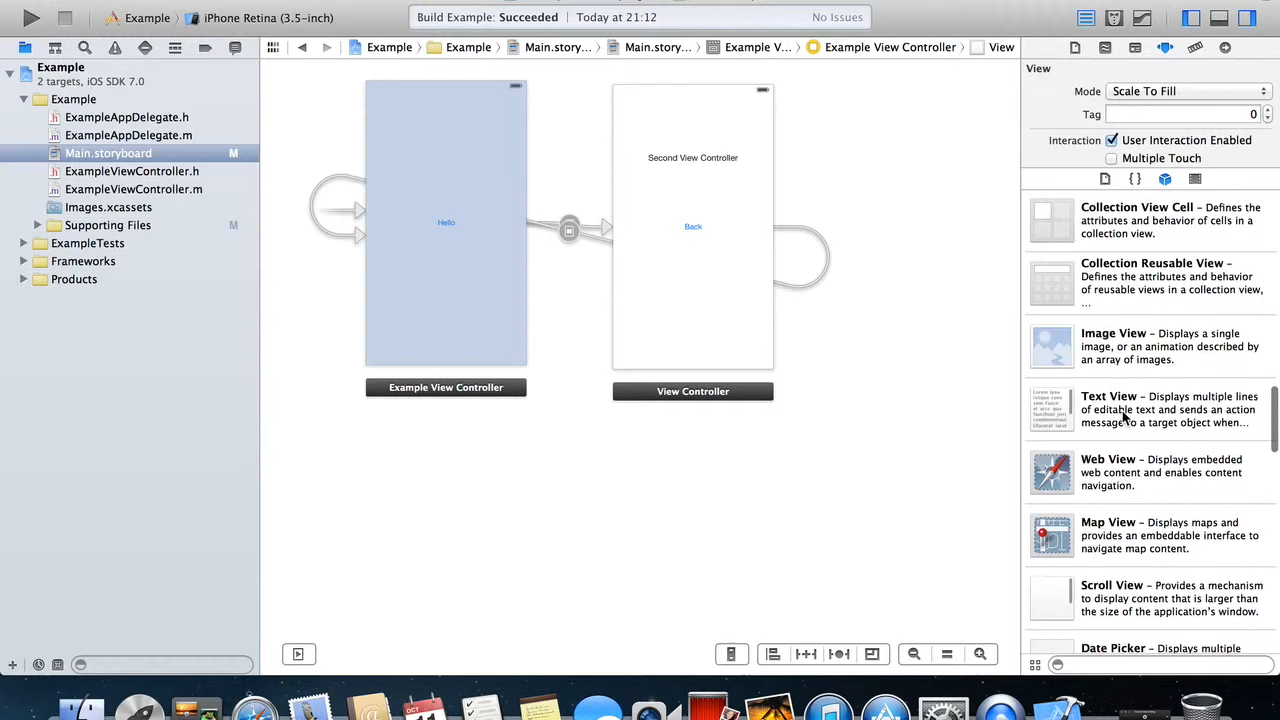 Example
iPhone Retina (3.5-inch)
Build Example: Succeeded
Today at 21:12
No Issues
Example
Example
Main.story...
Main.story...
Example V...
Example View Controller
View
Example
2 targets, iOS SDK 7.0
Example
ExampleAppDelegate.h
ExampleAppDelegate.m
Main.storyboard
M
ExampleViewController.h
ExampleViewController.m
Images.xcassets
Supporting Files
M
ExampleTests
Frameworks
Products
Hello
Example View Controller
Second View Controller
Back
View Controller
View
Mode
Scale To Fill
Tag
0
Interaction
User Interaction Enabled
Multiple Touch
Collection View Cell – Defines the
attributes and behavior of cells in a
collection view.
Collection Reusable View –
Defines the attributes and behavior
of reusable views in a collection view,
...
Image View – Displays a single
image, or an animation described by
an array of images.
Text View – Displays multiple lines
of editable text and sends an action
message to a target object when...
Web View – Displays embedded
web content and enables content
navigation.
Map View – Displays maps and
provides an embeddable interface to
navigate map content.
Scroll View – Provides a mechanism
to display content that is larger than
the size of the application's window.
Date Picker – Displays multiple
OCT